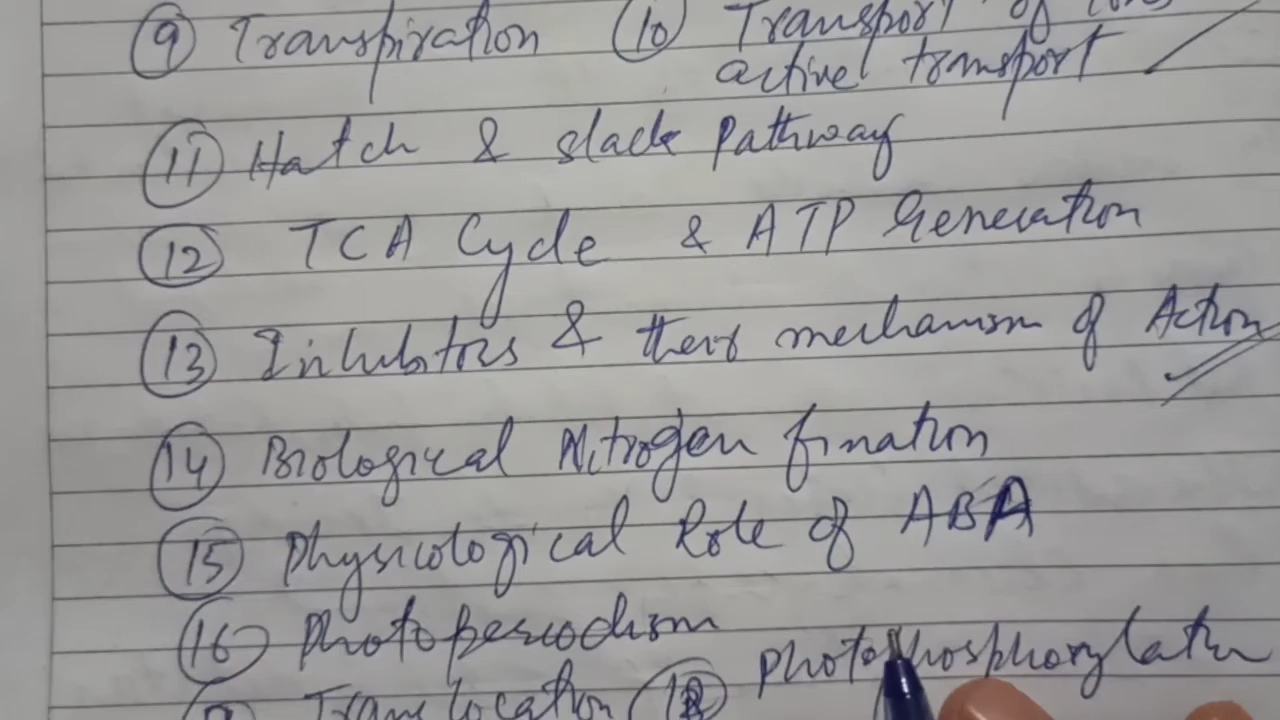 9 Transpiration 10 Transport of
active transport
11 Hatch & slack Pathway
12 TCA Cycle & ATP Generation
13 Inhibitors & their mechanism of Action
14 Biological Nitrogen fixation
15 Physiological Role of ABA
16 Photoperiodism
Translocation 18 Photophosphorylation